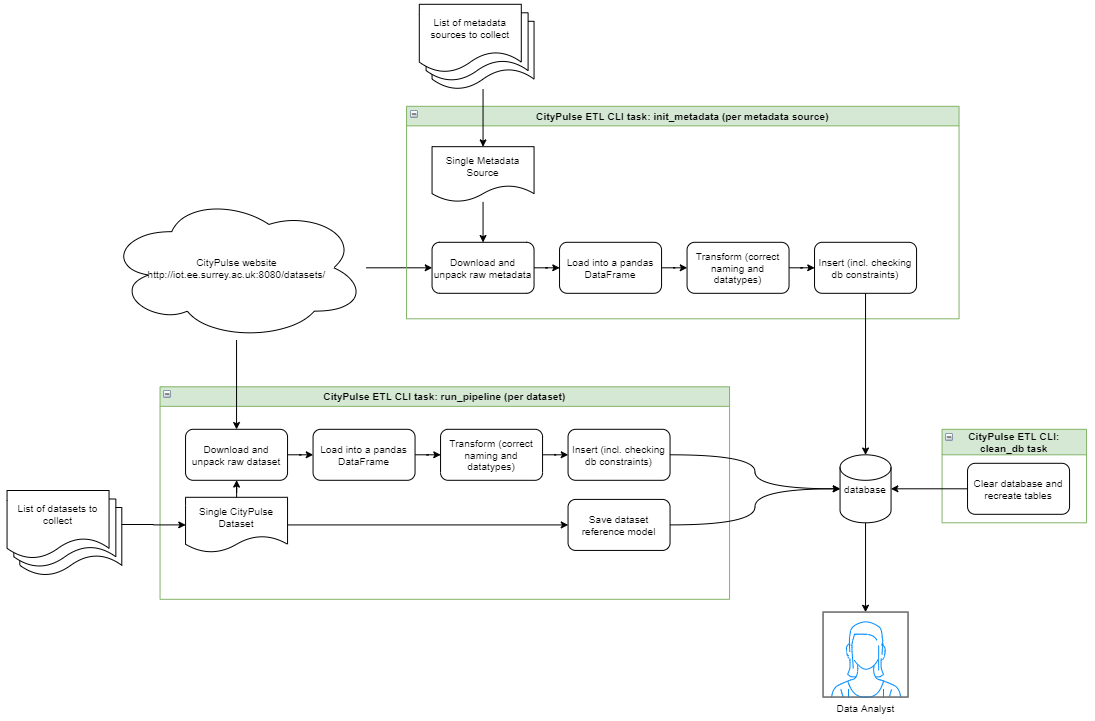 List of metadata
sources to collect
CityPulse ETL CLI task: init_metadata (per metadata source)
Single Metadata
Source
CityPulse website
http://iot.ee.surrey.ac.uk:8080/datasets/
Download and
unpack raw metadata
Load into a pandas
DataFrame
Transform (correct
naming and
datatypes)
Insert (incl. checking
db constraints)
CityPulse ETL CLI task: run_pipeline (per dataset)
Download and
unpack raw dataset
Load into a pandas
DataFrame
Transform (correct
naming and
datatypes)
Insert (incl. checking
db constraints)
CityPulse ETL CLI:
clean_db task
Clear database and
recreate tables
database
List of datasets to
collect
Single CityPulse
Dataset
Save dataset
reference model
Data Analyst